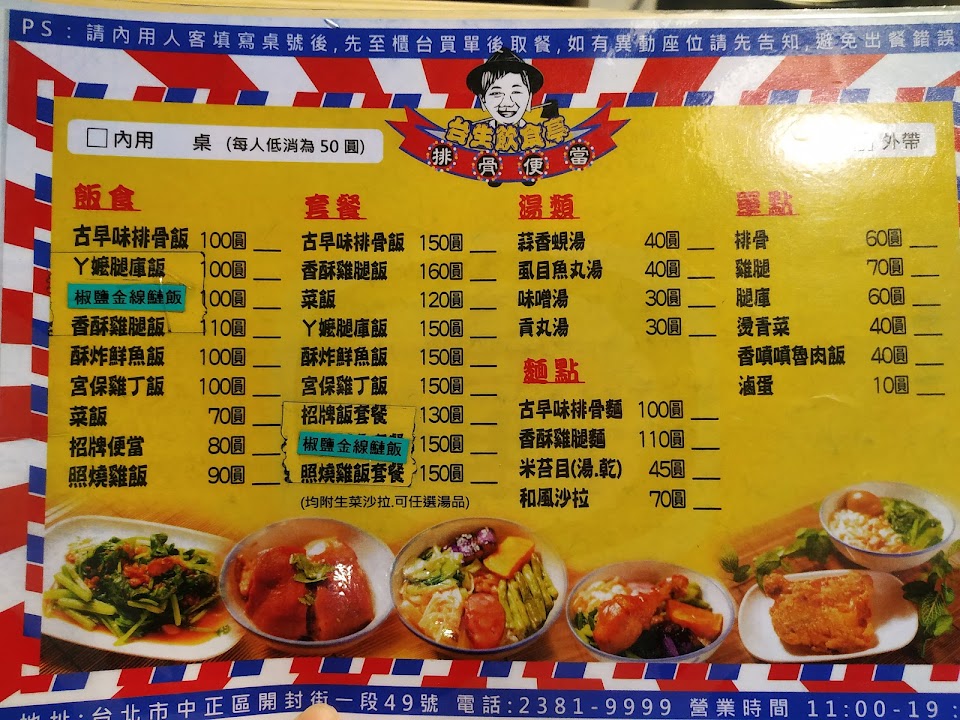 PS:請內用人客填寫桌號後,先至櫃台買單後取餐,如有異動座位請先告知,避免出餐錯誤
台生飲食亭
排骨便當
□內用 桌 (每人低消為50圓)
外帶
飯食
古早味排骨飯 100圓
ㄚ嬤腿庫飯 100圓
椒鹽金線鰱飯 100圓
香酥雞腿飯 110圓
酥炸鮮魚飯 100圓
宮保雞丁飯 100圓
菜飯 70圓
招牌便當 80圓
照燒雞飯 90圓
套餐
古早味排骨飯 150圓
香酥雞腿飯 160圓
菜飯 120圓
ㄚ嬤腿庫飯 150圓
酥炸鮮魚飯 150圓
宮保雞丁飯 150圓
招牌飯套餐 130圓
椒鹽金線鰱飯 150圓
照燒雞飯套餐 150圓
(均附生菜沙拉.可任選湯品)
湯類
蒜香蜆湯 40圓
虱目魚丸湯 40圓
味噌湯 30圓
貢丸湯 30圓
麵點
古早味排骨麵 100圓
香酥雞腿麵 110圓
米苔目(湯.乾) 45圓
和風沙拉 70圓
單點
排骨 60圓
雞腿 70圓
腿庫 60圓
燙青菜 40圓
香噴噴魯肉飯 40圓
滷蛋 10圓
地址:台北市中正區開封街一段49號 電話:2381-9999 營業時間 11:00-19: